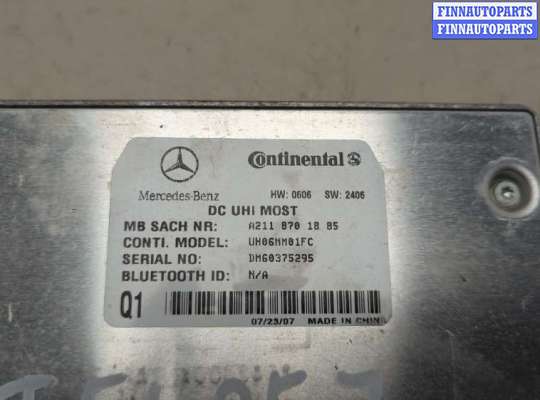 FINNAUTOPARTS
FINNAUTOPARTS
Continental
Mercedes-Benz HW: 0606 SW: 2406
DC UHI MOST
MB SACH NR: A211 870 18 85
CONTI. MODEL: UH06MM01FC
SERIAL NO: DM60375295
BLUETOOTH ID: N/A
Q1
07/23/07 MADE IN CHINA